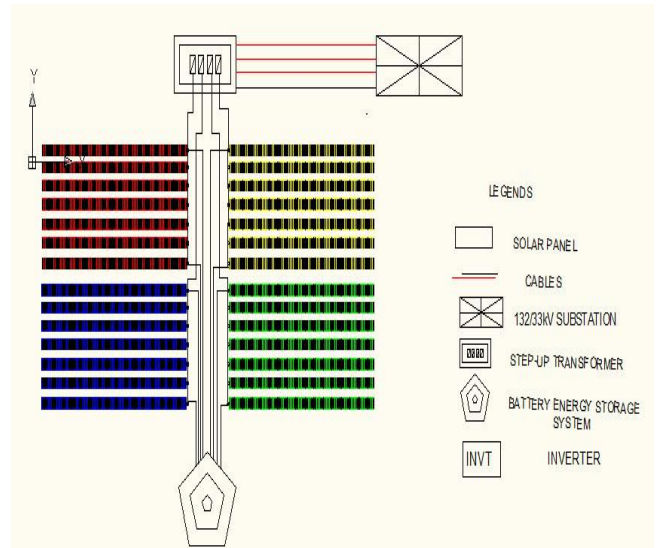 Y
X
LEGENDS
SOLAR PANEL
CABLES
132/33kV SUBSTATION
STEP-UP TRANSFORMER
BATTERY ENERGY STORAGE
SYSTEM
INVT INVERTER